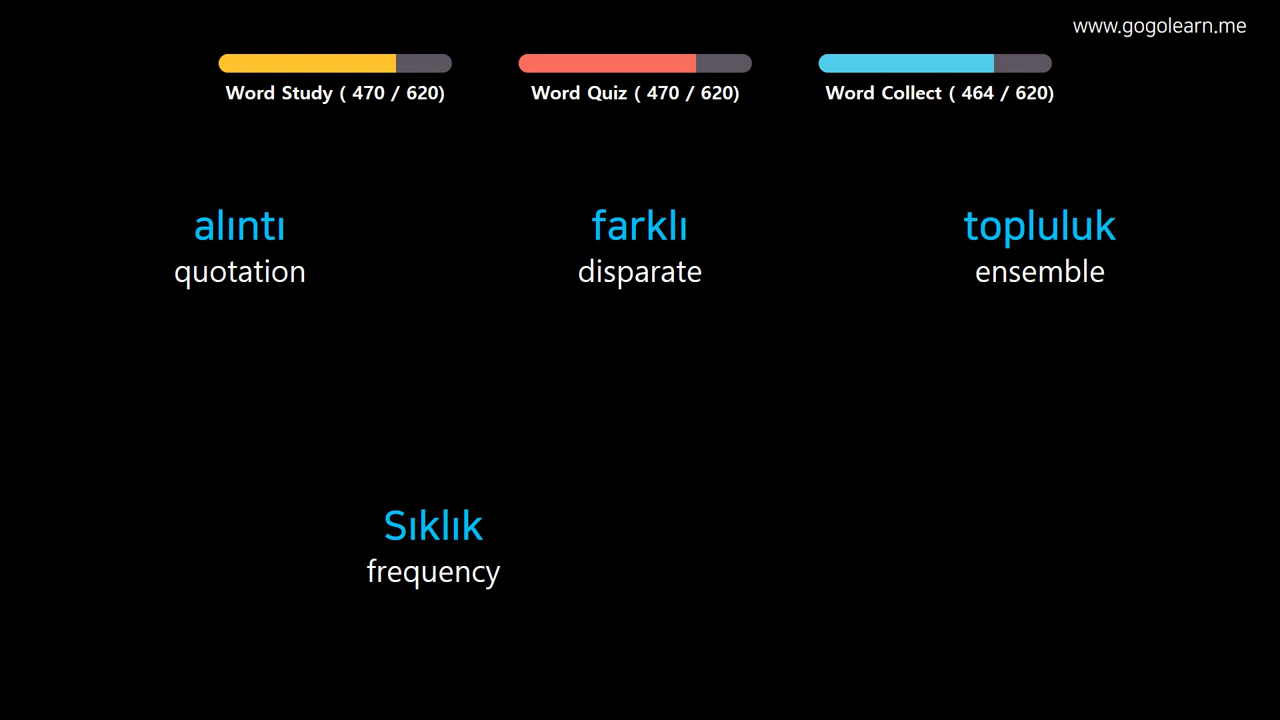 www.gogolearn.me
Word Study ( 470 / 620)
Word Quiz ( 470 / 620)
Word Collect ( 464 / 620)
alıntı
quotation
farklı
disparate
topluluk
ensemble
Sıklık
frequency